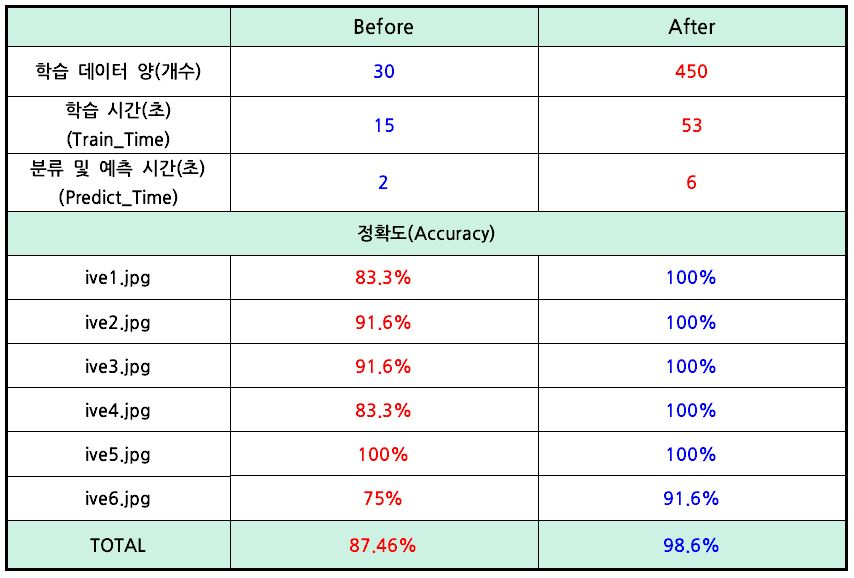 Before After
학습 데이터 양(개수) 30 450
학습 시간(초)
(Train_Time) 15 53
분류 및 예측 시간(초)
(Predict_Time) 2 6
정확도(Accuracy)
ive1.jpg 83.3% 100%
ive2.jpg 91.6% 100%
ive3.jpg 91.6% 100%
ive4.jpg 83.3% 100%
ive5.jpg 100% 100%
ive6.jpg 75% 91.6%
TOTAL 87.46% 98.6%